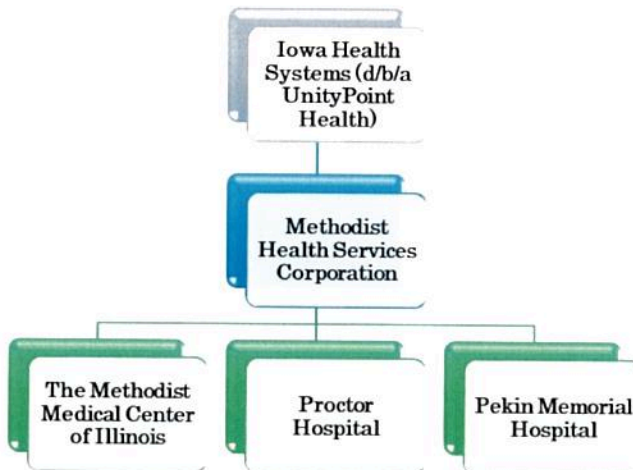 Iowa Health
Systems (d/b/a
UnityPoint
Health)
Methodist
Health Services
Corporation
The Methodist
Medical Center
of Illinois
Proctor
Hospital
Pekin Memorial
Hospital